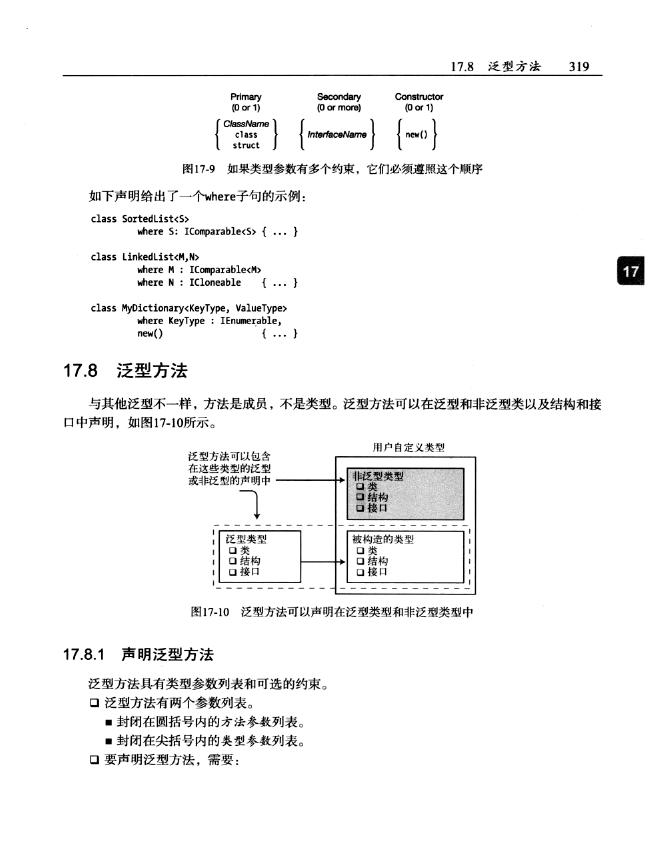 17.8 泛型方法 319
Primary Secondary Constructor
(0 or 1) (0 or more) (0 or 1)
ClassName
class InterfaceName new()
struct
图17-9 如果类型参数有多个约束，它们必须遵照这个顺序
如下声明给出了一个where子句的示例：
class SortedList<S>
where S: IComparable<S> { ... }
class LinkedList<M,N>
where M : IComparable<M>
where N : ICloneable { ... }
17
class MyDictionary<KeyType, ValueType>
where KeyType : IEnumerable,
new() { ... }
17.8 泛型方法
与其他泛型不一样，方法是成员，不是类型。泛型方法可以在泛型和非泛型类以及结构和接
口中声明，如图17-10所示。
用户自定义类型
泛型方法可以包含
在这些类型的泛型
或非泛型的声明中
非泛型类型
❑ 类
❑ 结构
❑ 接口
泛型类型
❑ 类
❑ 结构
❑ 接口
被构造的类型
❑ 类
❑ 结构
❑ 接口
图17-10 泛型方法可以声明在泛型类型和非泛型类型中
17.8.1 声明泛型方法
泛型方法具有类型参数列表和可选的约束。
❑ 泛型方法有两个参数列表。
■ 封闭在圆括号内的方法参数列表。
■ 封闭在尖括号内的类型参数列表。
❑ 要声明泛型方法，需要：